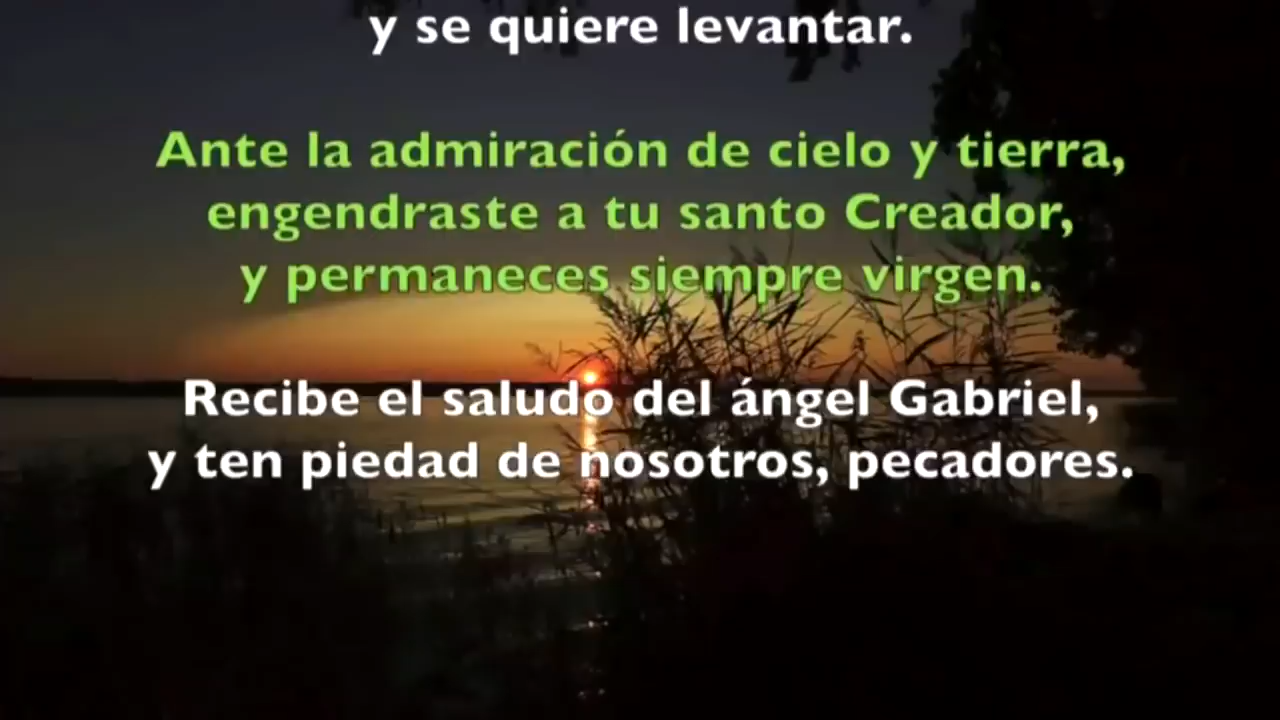 y se quiere levantar.
Ante la admiración de cielo y tierra,
engendraste a tu santo Creador,
y permaneces siempre virgen.
Recibe el saludo del ángel Gabriel,
y ten piedad de nosotros, pecadores.